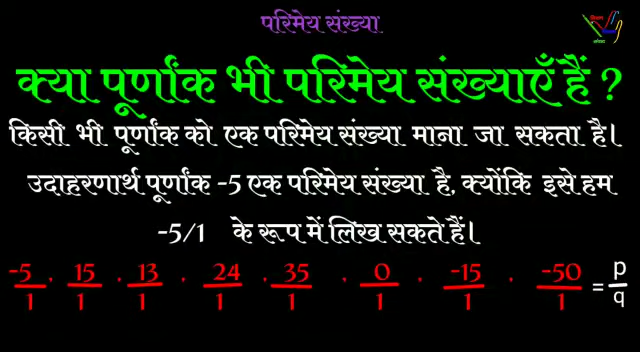 परिमेय संख्या
क्या पूर्णांक भी परिमेय संख्याएँ हैं ?
किसी भी पूर्णांक को एक परिमेय संख्या माना जा सकता है।
उदाहरणार्थ पूर्णांक -5 एक परिमेय संख्या है, क्योंकि इसे हम
-5/1 के रूप में लिख सकते हैं।
-5/1 . 15/1 . 13/1 . 24/1 . 35/1 . 0/1 . -15/1 . -50/1 = p/q